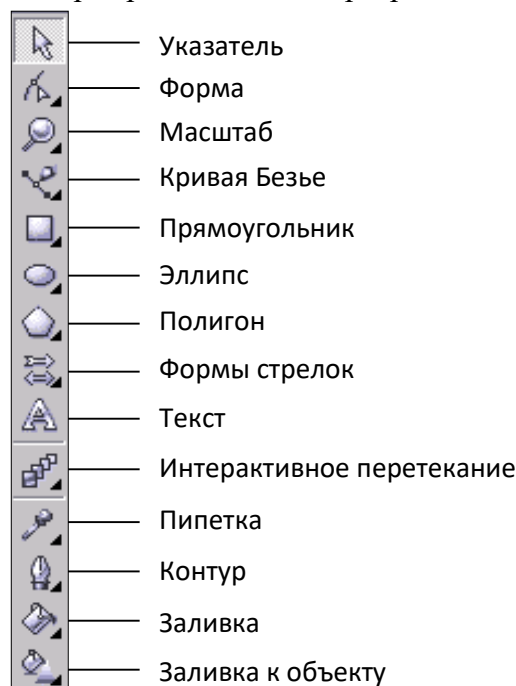 Указатель
Форма
Масштаб
Кривая Безье
Прямоугольник
Эллипс
Полигон
Формы стрелок
Текст
Интерактивное перетекание
Пипетка
Контур
Заливка
Заливка к объекту